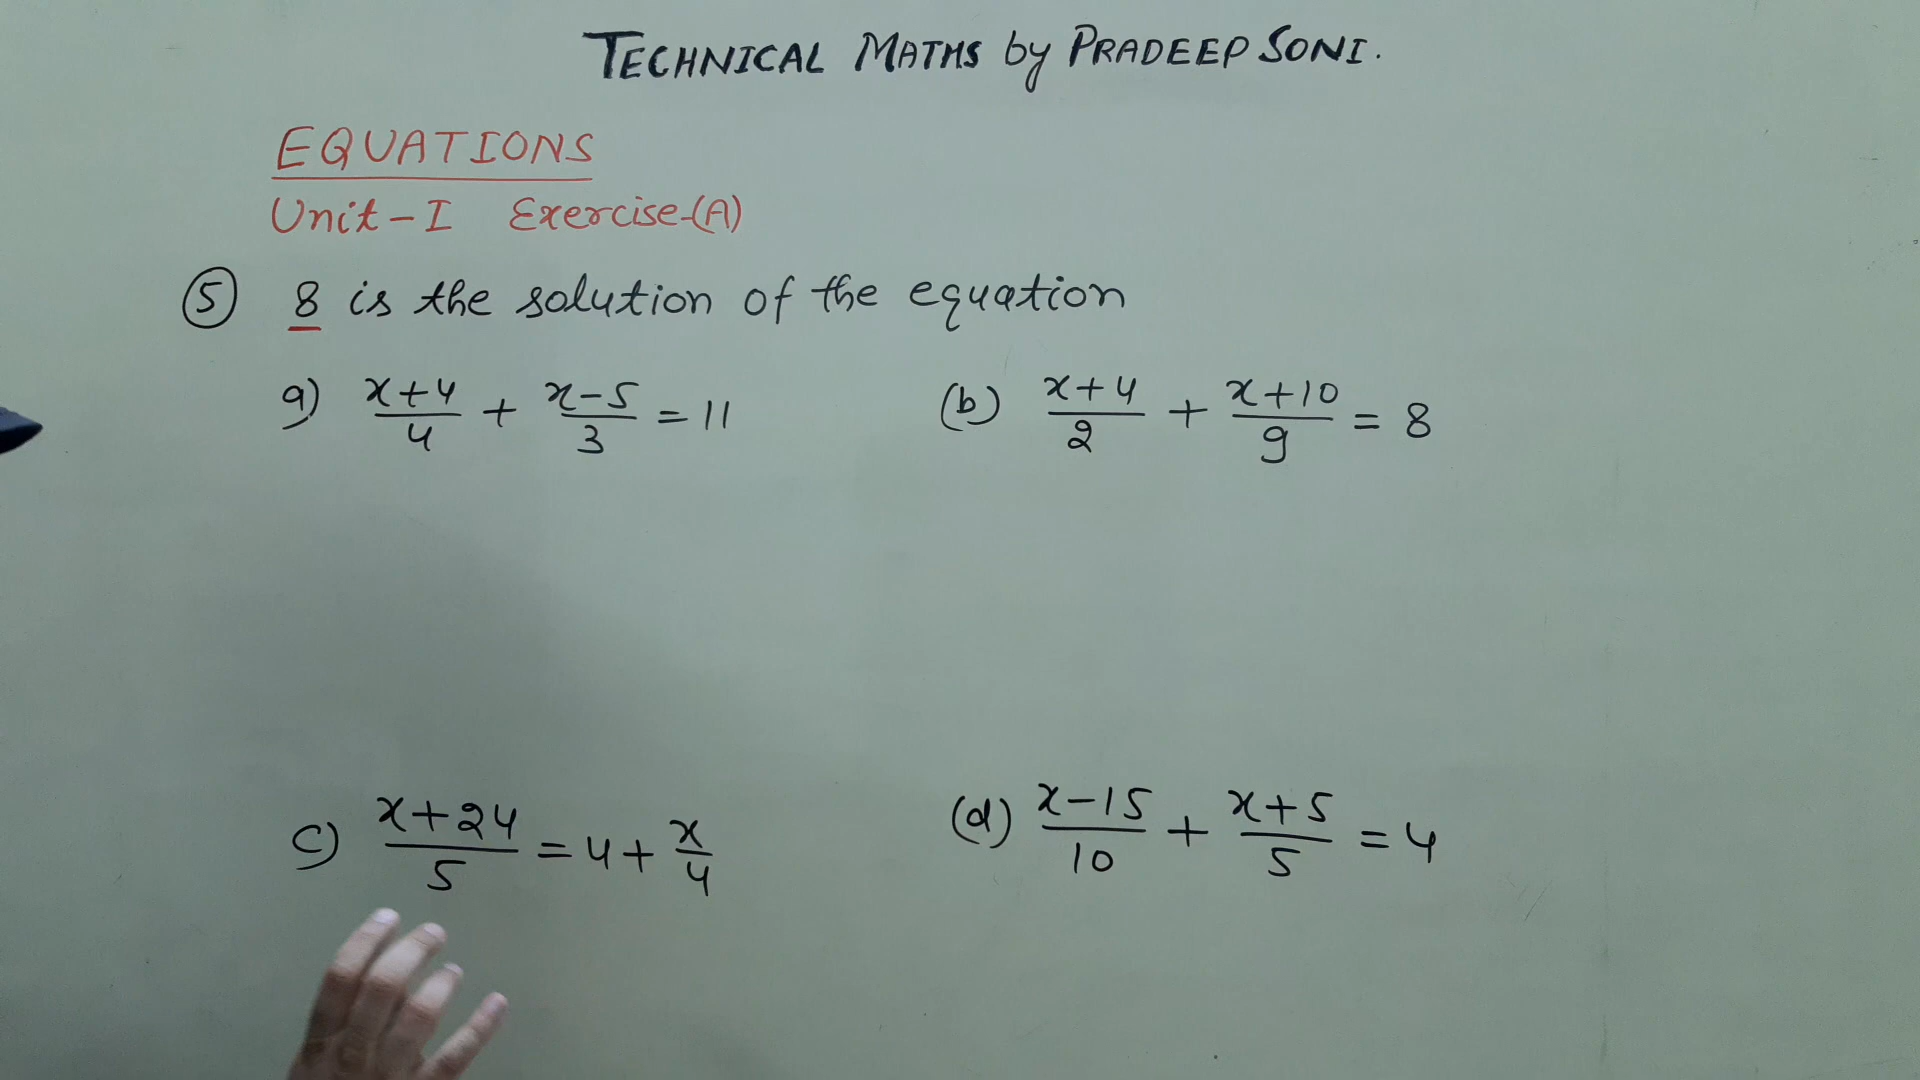 TECHNICAL MATHS by PRADEEP SONI.
EQUATIONS
Unit-I Exercise-(A)
(5) 8 is the solution of the equation
a) (x+4)/4 + (x-5)/3 = 11
(b) (x+4)/2 + (x+10)/9 = 8
c) (x+24)/5 = 4 + x/4
(d) (x-15)/10 + (x+5)/5 = 4